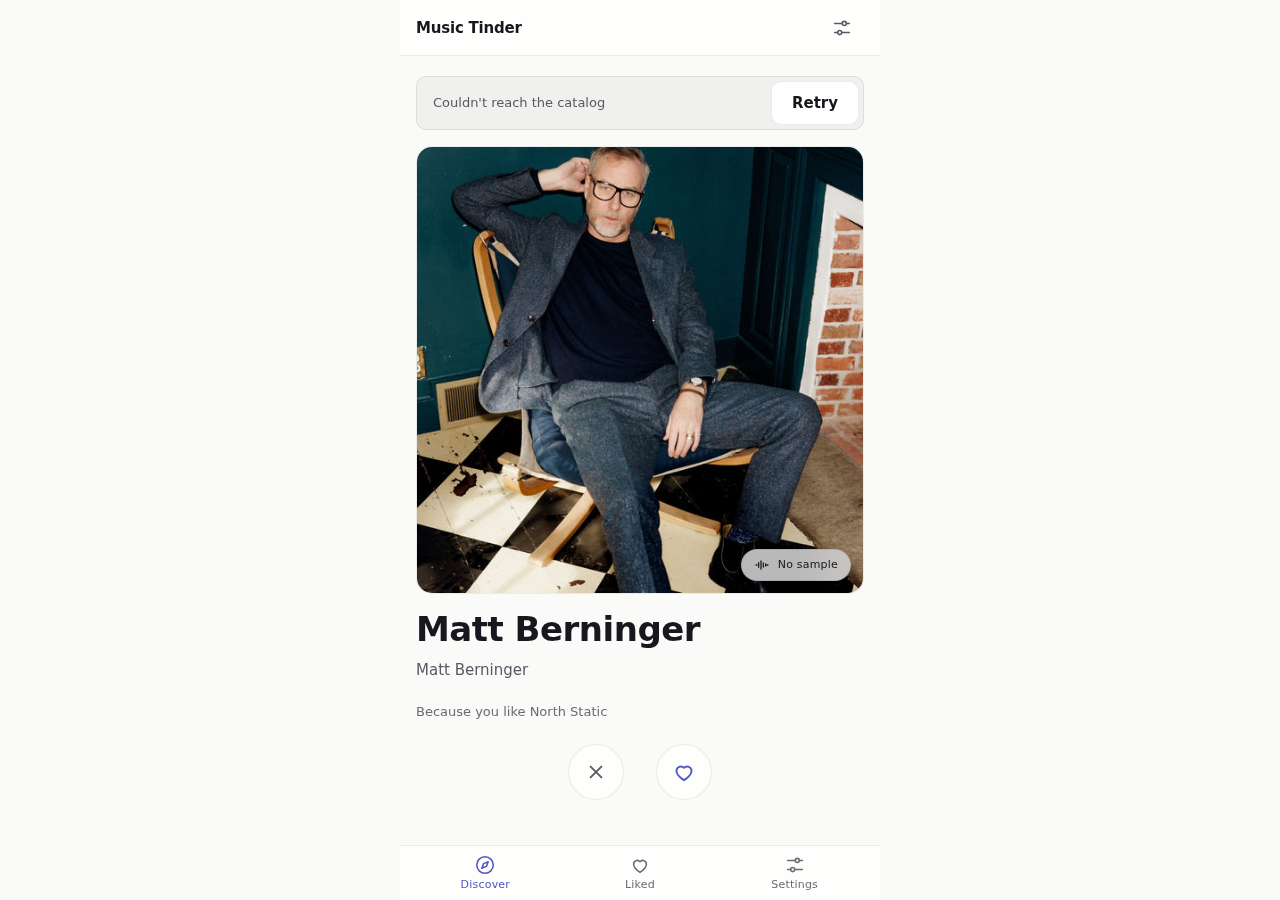 Music Tinder
Couldn't reach the catalog
Retry
No sample
Matt Berninger
Matt Berninger
Because you like North Static
Discover
Liked
Settings